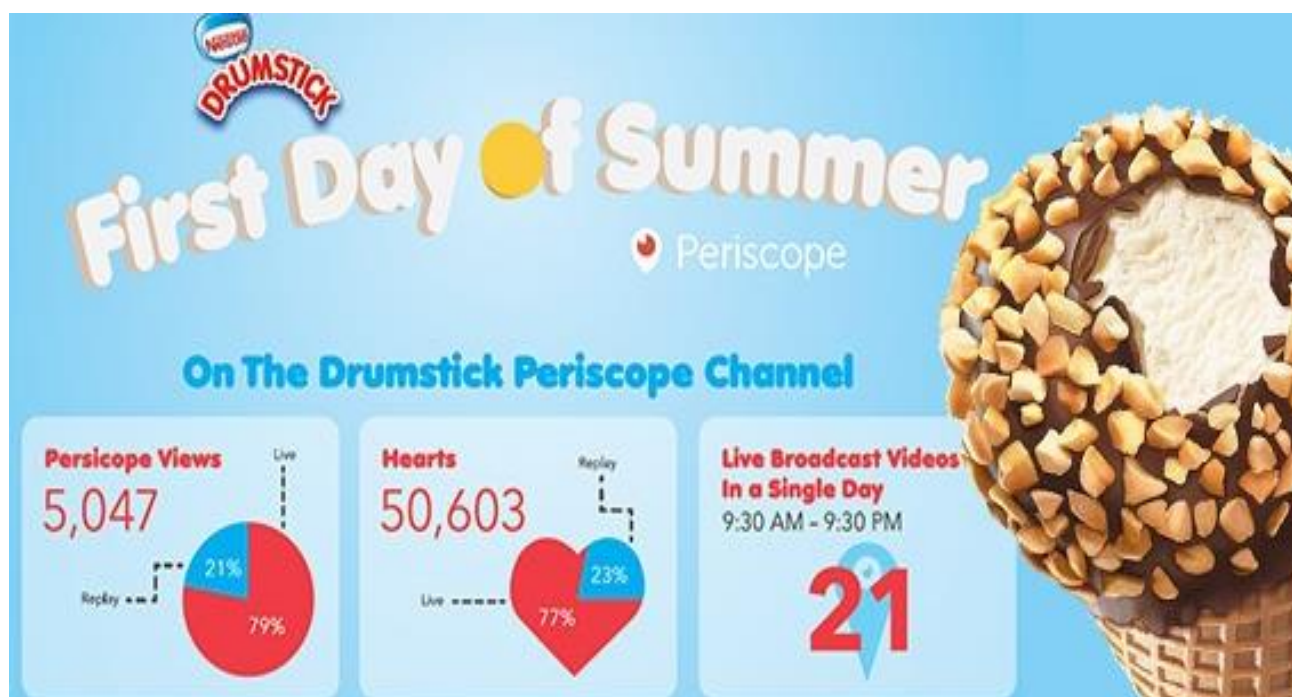 Nestlé
DRUMSTICK
First Day of Summer
Periscope
On The Drumstick Periscope Channel
Persicope Views
5,047
Live
Replay
21%
79%
Hearts
50,603
Replay
Live
23%
77%
Live Broadcast Videos
In a Single Day
9:30 AM - 9:30 PM
21